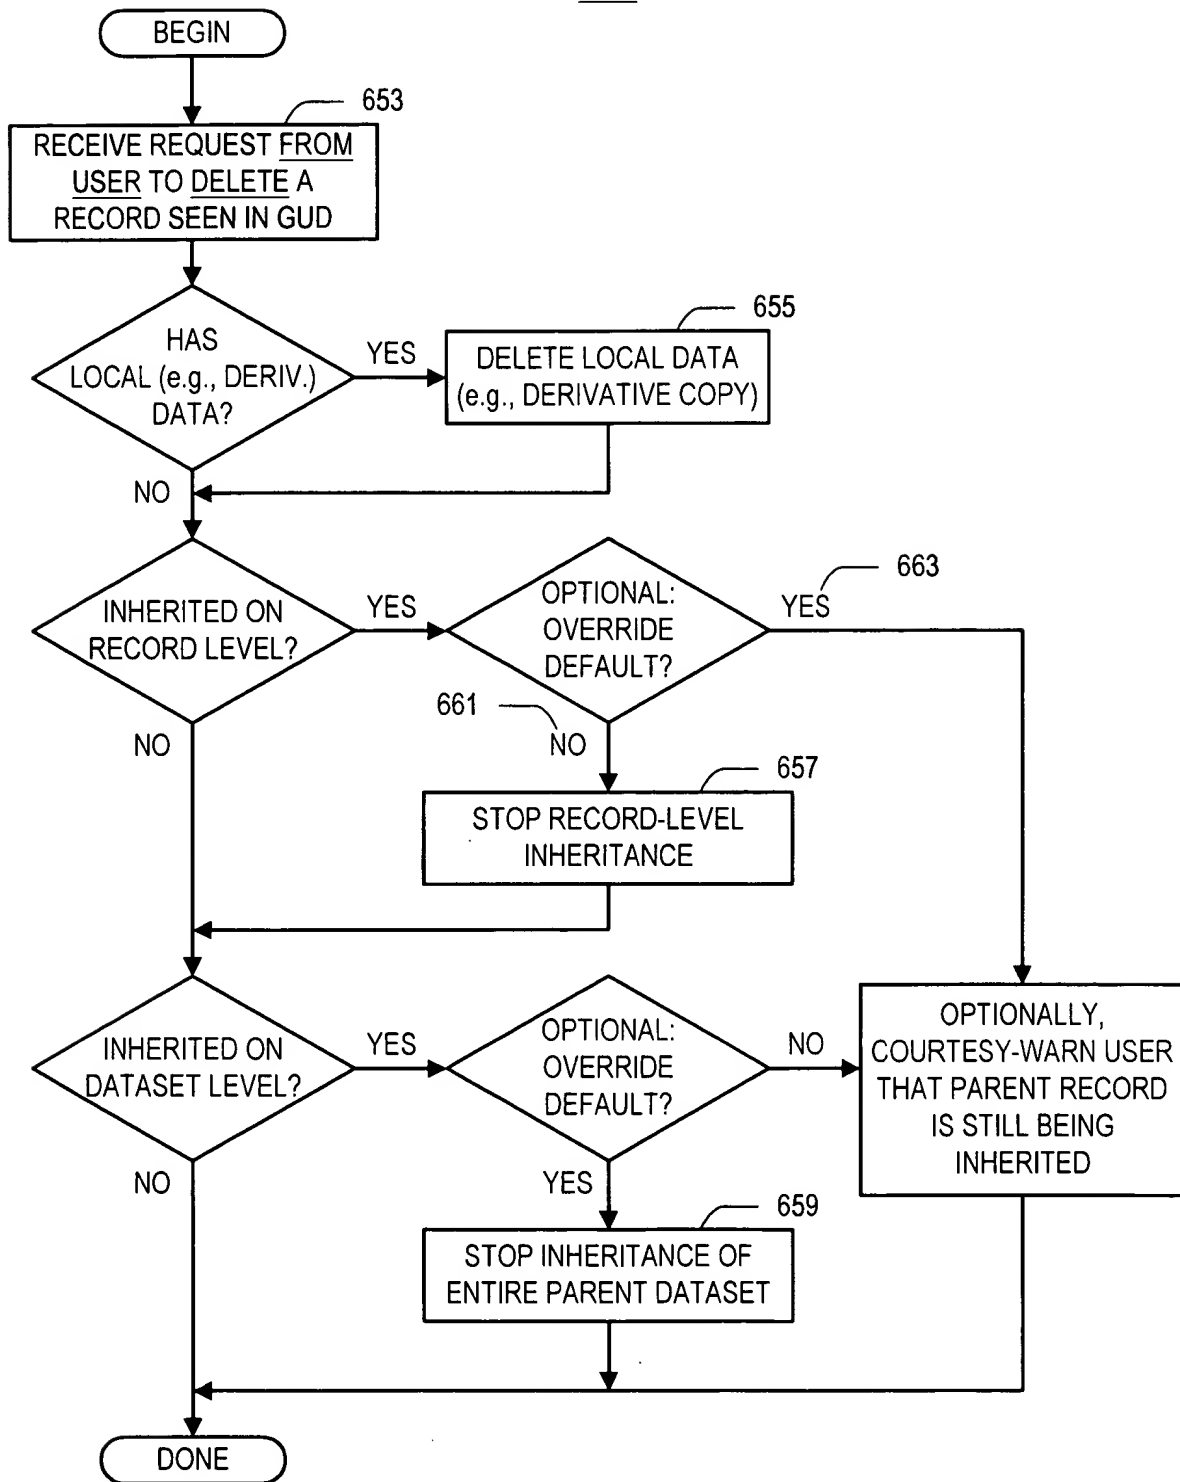 BEGIN
653
RECEIVE REQUEST FROM
USER TO DELETE A
RECORD SEEN IN GUD
HAS
LOCAL (e.g., DERIV.)
DATA?
YES
655
DELETE LOCAL DATA
(e.g., DERIVATIVE COPY)
NO
INHERITED ON
RECORD LEVEL?
YES
OPTIONAL:
OVERRIDE
DEFAULT?
YES
663
661
NO
NO
657
STOP RECORD-LEVEL
INHERITANCE
INHERITED ON
DATASET LEVEL?
YES
OPTIONAL:
OVERRIDE
DEFAULT?
NO
OPTIONALLY,
COURTESY-WARN USER
THAT PARENT RECORD
IS STILL BEING
INHERITED
NO
YES
659
STOP INHERITANCE OF
ENTIRE PARENT DATASET
DONE